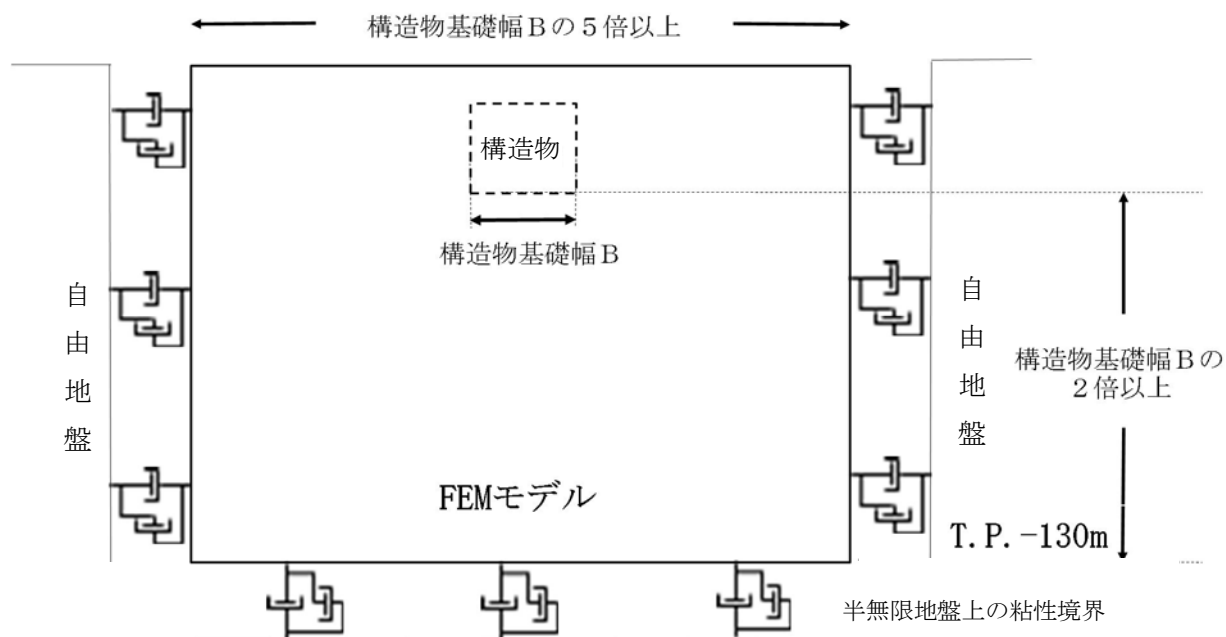 構造物基礎幅Ｂの５倍以上
構造物
構造物基礎幅Ｂ
自由地盤
自由地盤
構造物基礎幅Ｂの
２倍以上
FEMモデル
T.P.-130m
半無限地盤上の粘性境界